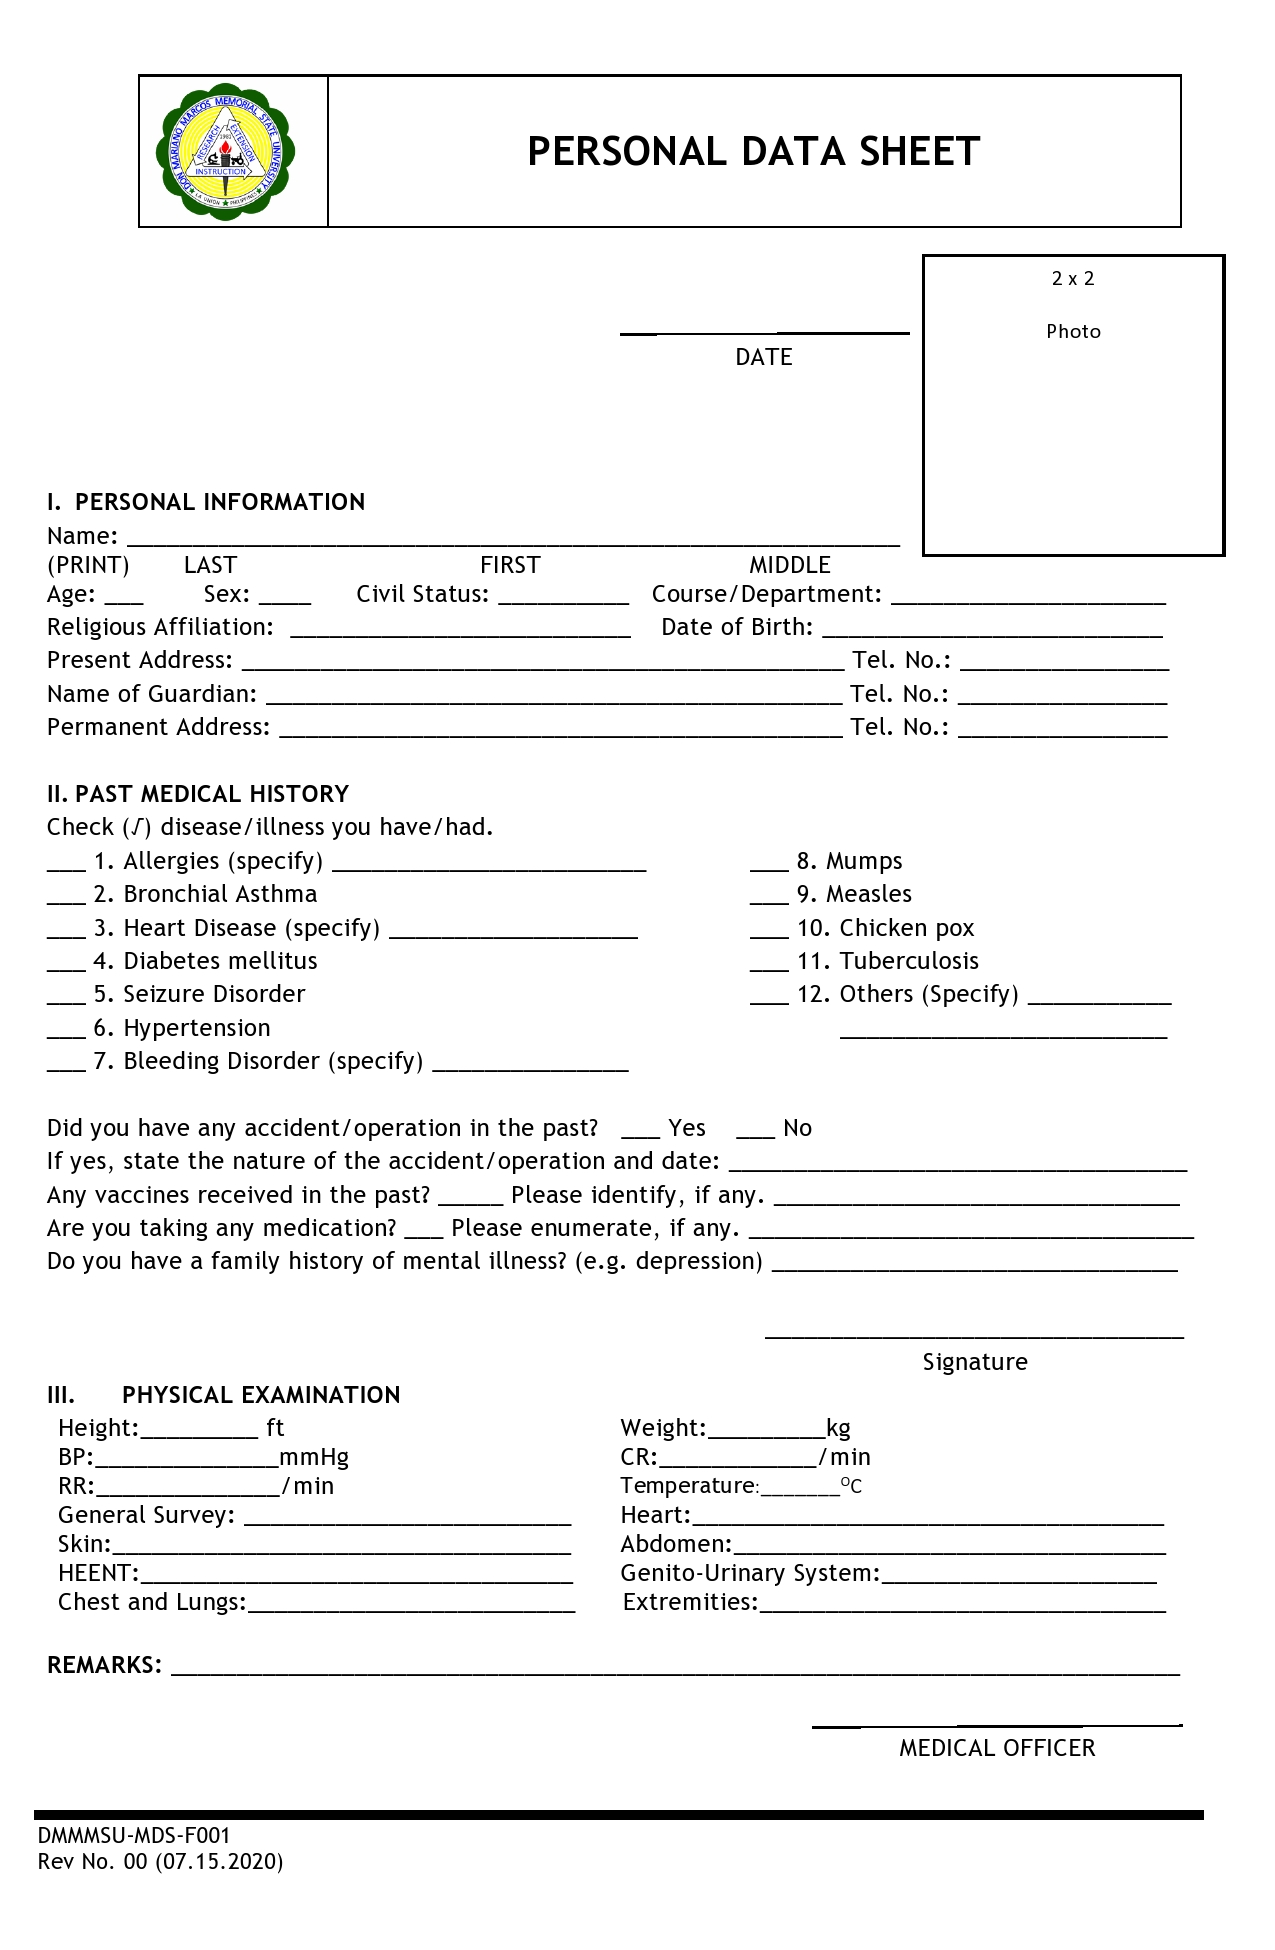 DON MARIANO MARCOS MEMORIAL STATE UNIVERSITY
RESEARCH
EXTENSION
1981
INSTRUCTION
LA UNION PHILIPPINES
PERSONAL DATA SHEET
2 x 2
Photo
DATE
I. PERSONAL INFORMATION
Name: ___________________________________________________________
(PRINT) LAST FIRST MIDDLE
Age: ___ Sex: ____ Civil Status: __________ Course/Department: _____________________
Religious Affiliation: __________________________ Date of Birth: __________________________
Present Address: ______________________________________________ Tel. No.: ________________
Name of Guardian: ____________________________________________ Tel. No.: ________________
Permanent Address: ___________________________________________ Tel. No.: ________________
II. PAST MEDICAL HISTORY
Check (√) disease/illness you have/had.
___ 1. Allergies (specify) ________________________ ___ 8. Mumps
___ 2. Bronchial Asthma ___ 9. Measles
___ 3. Heart Disease (specify) ___________________ ___ 10. Chicken pox
___ 4. Diabetes mellitus ___ 11. Tuberculosis
___ 5. Seizure Disorder ___ 12. Others (Specify) ___________
___ 6. Hypertension _________________________
___ 7. Bleeding Disorder (specify) _______________
Did you have any accident/operation in the past? ___ Yes ___ No
If yes, state the nature of the accident/operation and date: ___________________________________
Any vaccines received in the past? _____ Please identify, if any. _______________________________
Are you taking any medication? ___ Please enumerate, if any. __________________________________
Do you have a family history of mental illness? (e.g. depression) _______________________________
________________________________
Signature
III. PHYSICAL EXAMINATION
Height:_________ ft Weight:_________kg
BP:______________mmHg CR:____________/min
RR:______________/min Temperature:_______ᴼC
General Survey: _________________________ Heart:____________________________________
Skin:___________________________________ Abdomen:_________________________________
HEENT:_________________________________ Genito-Urinary System:_____________________
Chest and Lungs:_________________________ Extremities:_______________________________
REMARKS: _____________________________________________________________________________
MEDICAL OFFICER
DMMMSU-MDS-F001
Rev No. 00 (07.15.2020)